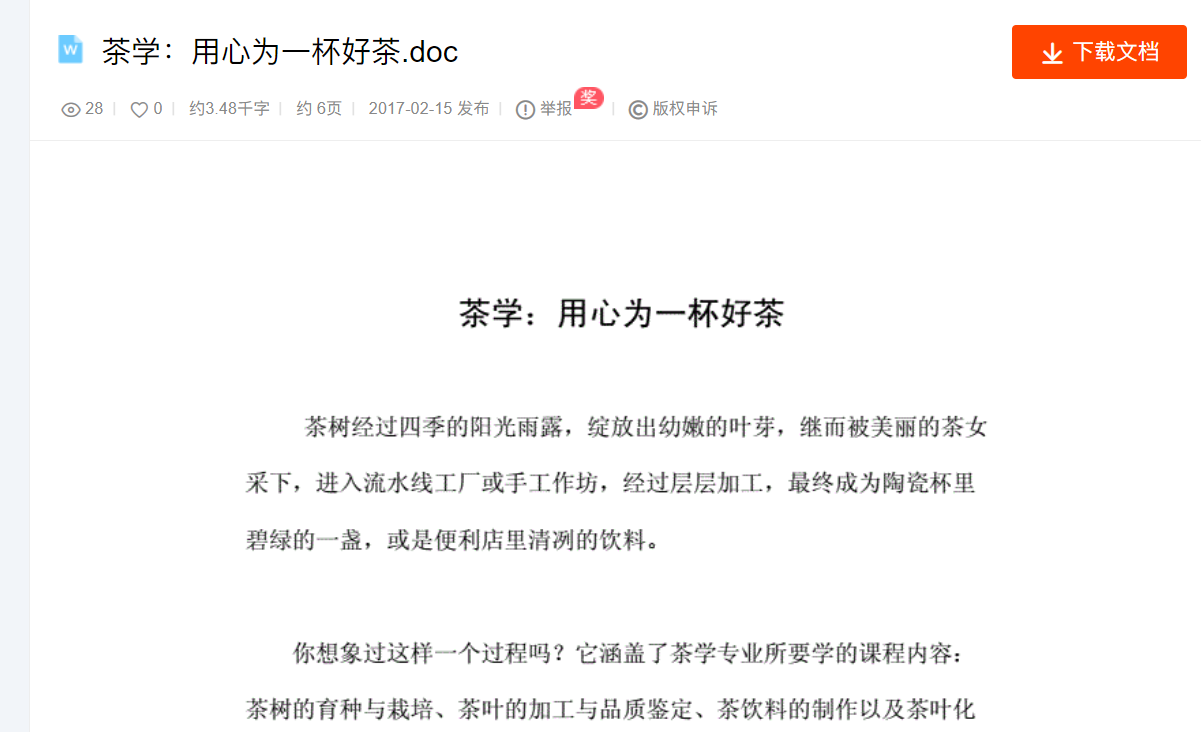 W 茶学：用心为一杯好茶.doc
下载文档
28 0 约3.48千字 约 6页 2017-02-15 发布 举报 奖 版权申诉
茶学：用心为一杯好茶
茶树经过四季的阳光雨露，绽放出幼嫩的叶芽，继而被美丽的茶女
采下，进入流水线工厂或手工作坊，经过层层加工，最终成为陶瓷杯里
碧绿的一盏，或是便利店里清冽的饮料。
你想象过这样一个过程吗？它涵盖了茶学专业所要学的课程内容：
茶树的育种与栽培、茶叶的加工与品质鉴定、茶饮料的制作以及茶叶化